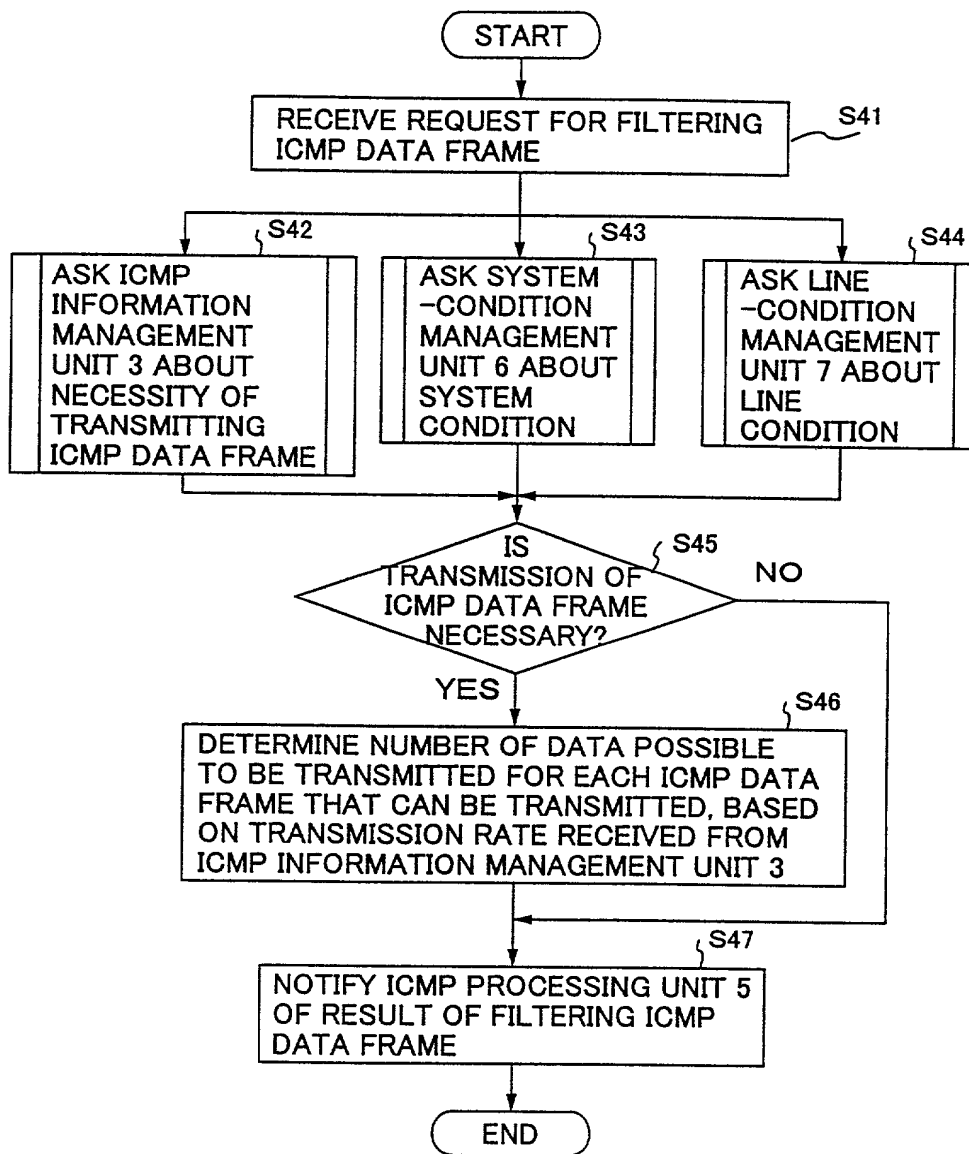 START
RECEIVE REQUEST FOR FILTERING
ICMP DATA FRAME
S41
S42
ASK ICMP
INFORMATION
MANAGEMENT
UNIT 3 ABOUT
NECESSITY OF
TRANSMITTING
ICMP DATA FRAME
S43
ASK SYSTEM
-CONDITION
MANAGEMENT
UNIT 6 ABOUT
SYSTEM
CONDITION
S44
ASK LINE
-CONDITION
MANAGEMENT
UNIT 7 ABOUT
LINE
CONDITION
S45
IS
TRANSMISSION OF
ICMP DATA FRAME
NECESSARY?
NO
YES
S46
DETERMINE NUMBER OF DATA POSSIBLE
TO BE TRANSMITTED FOR EACH ICMP DATA
FRAME THAT CAN BE TRANSMITTED, BASED
ON TRANSMISSION RATE RECEIVED FROM
ICMP INFORMATION MANAGEMENT UNIT 3
S47
NOTIFY ICMP PROCESSING UNIT 5
OF RESULT OF FILTERING ICMP
DATA FRAME
END